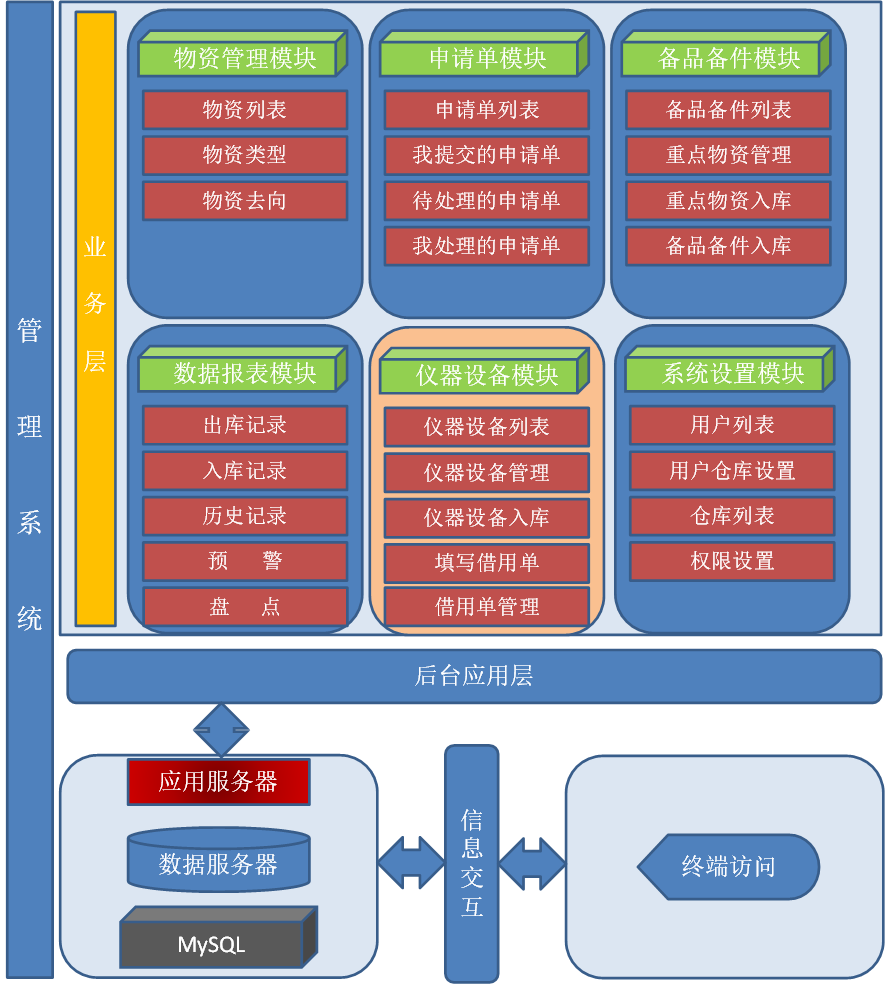 管理系统
业务层
物资管理模块
物资列表
物资类型
物资去向
申请单模块
申请单列表
我提交的申请单
待处理的申请单
我处理的申请单
备品备件模块
备品备件列表
重点物资管理
重点物资入库
备品备件入库
数据报表模块
出库记录
入库记录
历史记录
预 警
盘 点
仪器设备模块
仪器设备列表
仪器设备管理
仪器设备入库
填写借用单
借用单管理
系统设置模块
用户列表
用户仓库设置
仓库列表
权限设置
后台应用层
应用服务器
数据服务器
MySQL
信息交互
终端访问